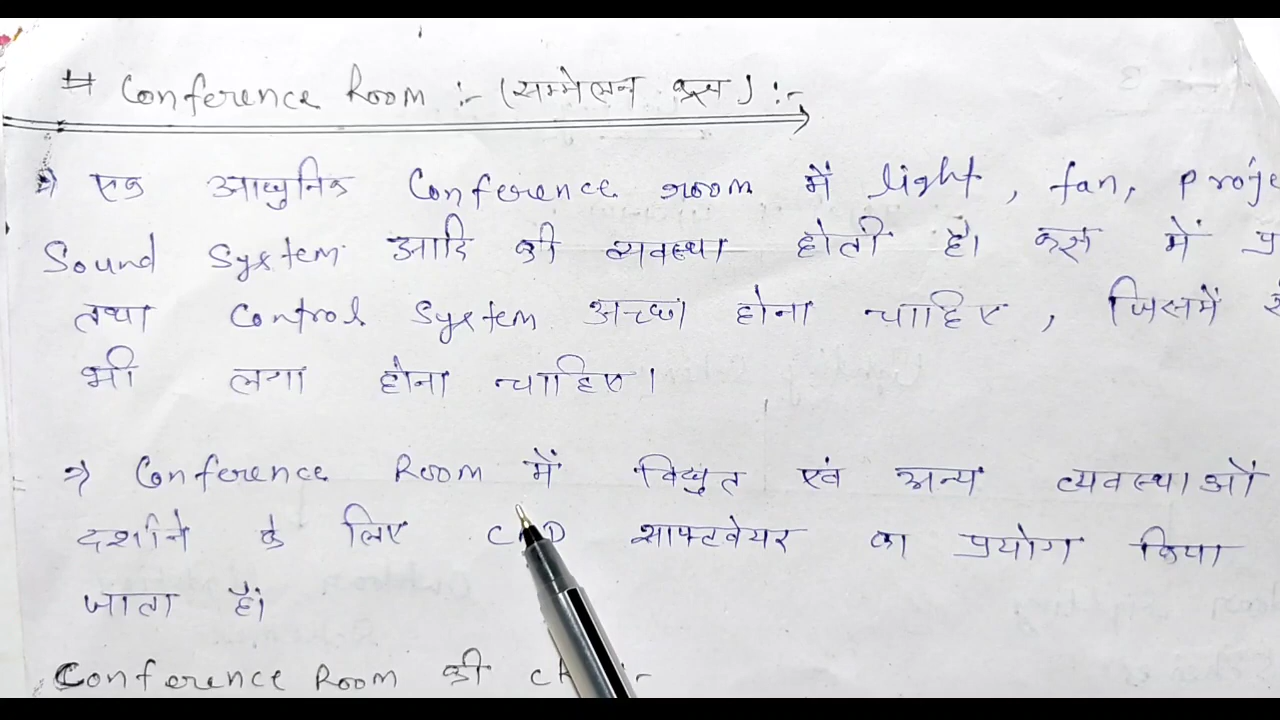 # Conference Room :- (सम्मेलन कक्ष) :-
→ एक आधुनिक Conference room में light, fan, Proje
Sound System आदि की व्यवस्था होती है। कक्ष में प्र
तथा Control System अच्छा होना चाहिए, जिसमें
भी लगा होना चाहिए।
→ Conference Room में विद्युत एवं अन्य व्यवस्थाओं
दर्शाने के लिए CAD साफ्टवेयर का प्रयोग किया
जाता है।
Conference Room की :-